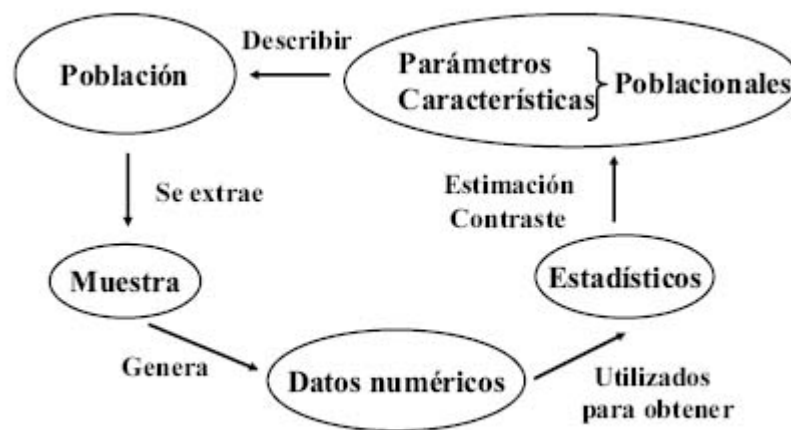 Describir
Población
Parámetros
Características
Poblacionales
Se extrae
Estimación
Contraste
Muestra
Estadísticos
Genera
Datos numéricos
Utilizados
para obtener